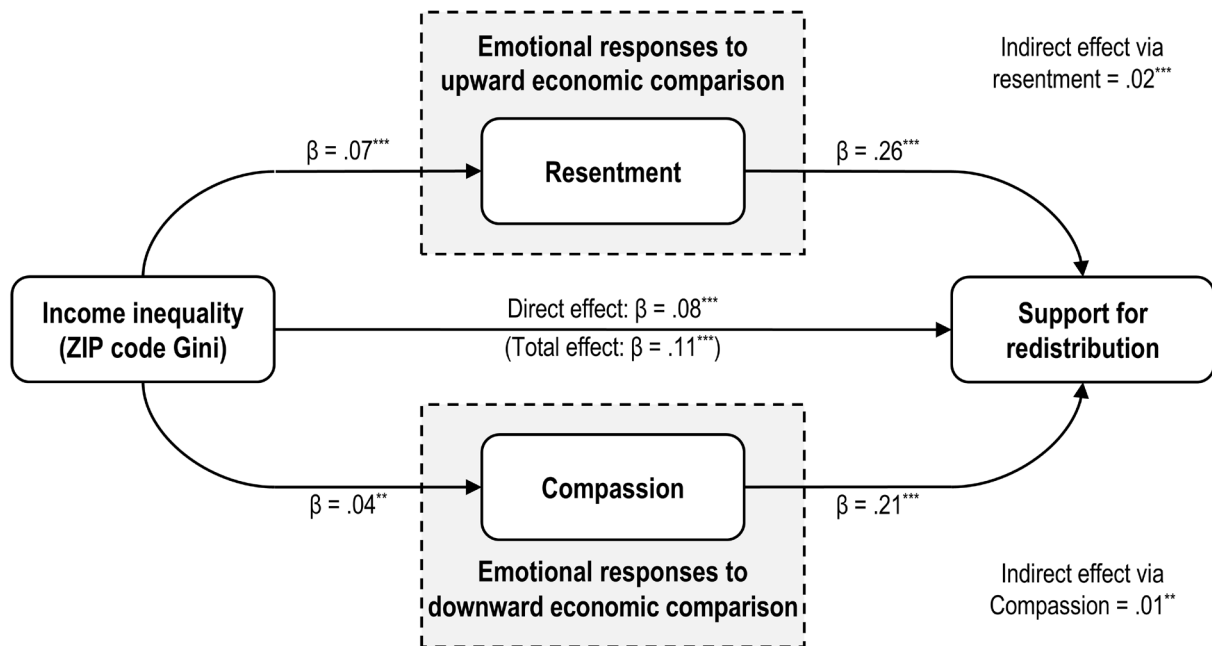 Emotional responses to
upward economic comparison
Indirect effect via
resentment = .02***
β = .07***
Resentment
β = .26***
Income inequality
(ZIP code Gini)
Direct effect: β = .08***
(Total effect: β = .11***)
Support for
redistribution
β = .04**
Compassion
β = .21***
Emotional responses to
downward economic comparison
Indirect effect via
Compassion = .01**